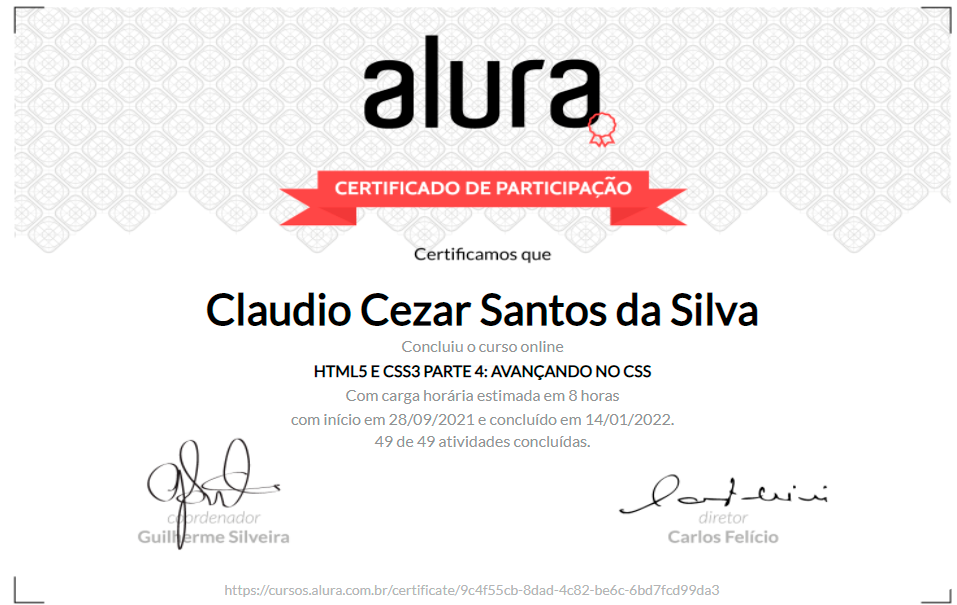 alura
CERTIFICADO DE PARTICIPAÇÃO
Certificamos que
Claudio Cezar Santos da Silva
Concluiu o curso online
HTML5 E CSS3 PARTE 4: AVANÇANDO NO CSS
Com carga horária estimada em 8 horas
com início em 28/09/2021 e concluído em 14/01/2022.
49 de 49 atividades concluídas.
coordenador
Guilherme Silveira
diretor
Carlos Felício
https://cursos.alura.com.br/certificate/9c4f55cb-8dad-4c82-be6c-6bd7fcd99da3